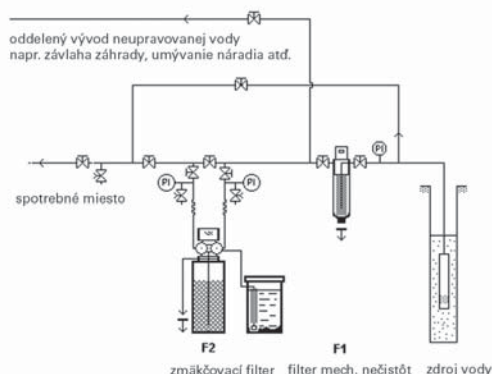 oddelený vývod neupravovanej vody
napr. závlaha záhrady, umývanie náradia atď.
PI
spotrebné miesto
PI
PI
F2
F1
zmäkčovací filter
filter mech. nečistôt
zdroj vody